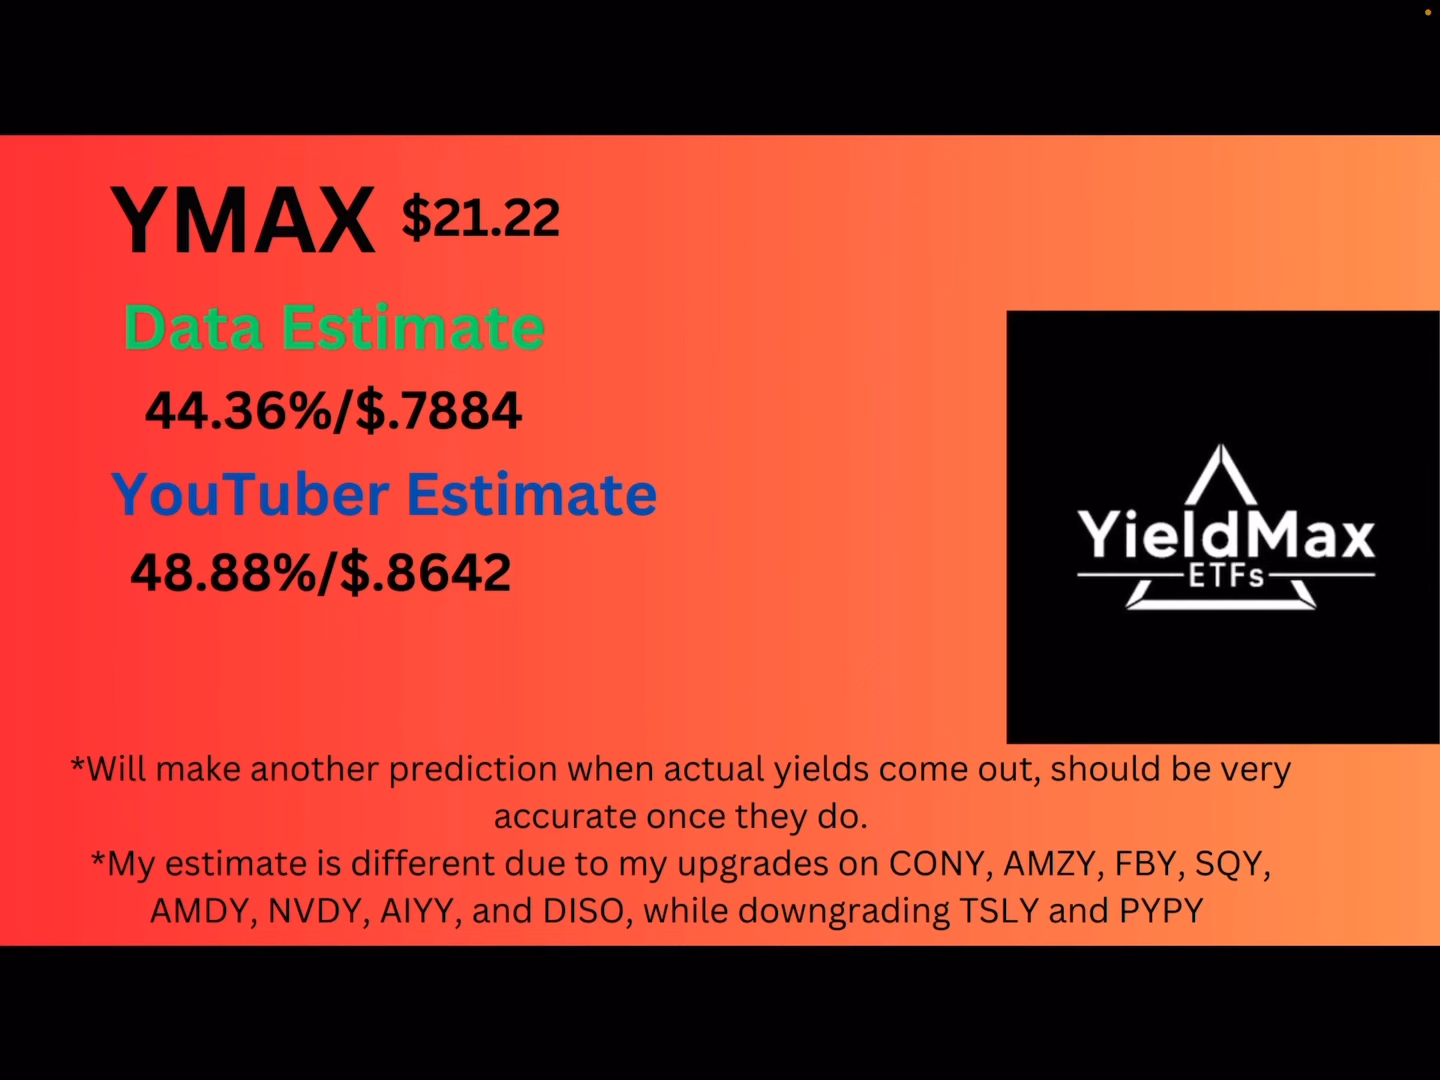 YMAX $21.22
Data Estimate
44.36%/$.7884
YouTuber Estimate
48.88%/$.8642
YieldMax
ETFs
*Will make another prediction when actual yields come out, should be very
accurate once they do.
*My estimate is different due to my upgrades on CONY, AMZY, FBY, SQY,
AMDY, NVDY, AIYY, and DISO, while downgrading TSLY and PYPY